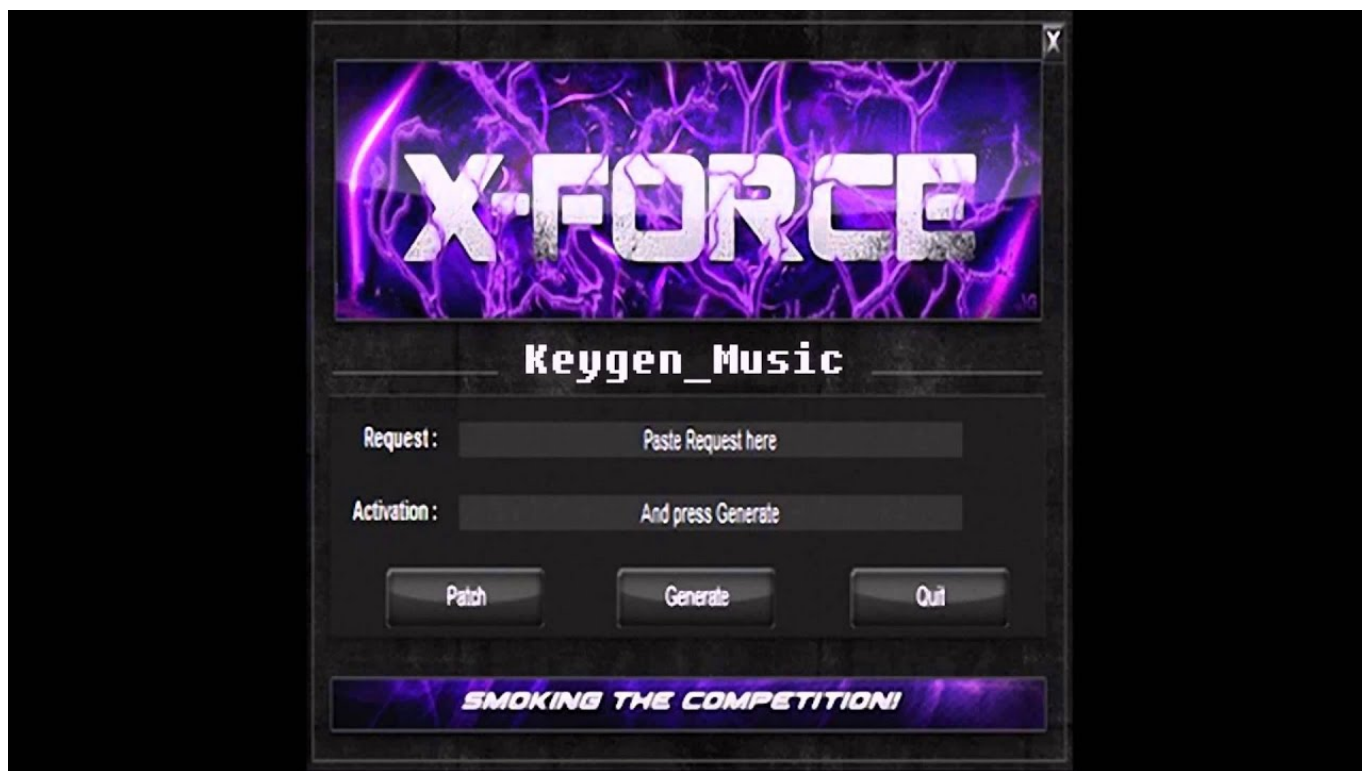 X
X-FORCE
Keygen_Music
Request :
Paste Request here
Activation :
And press Generate
Patch
Generate
Quit
SMOKING THE COMPETITION!